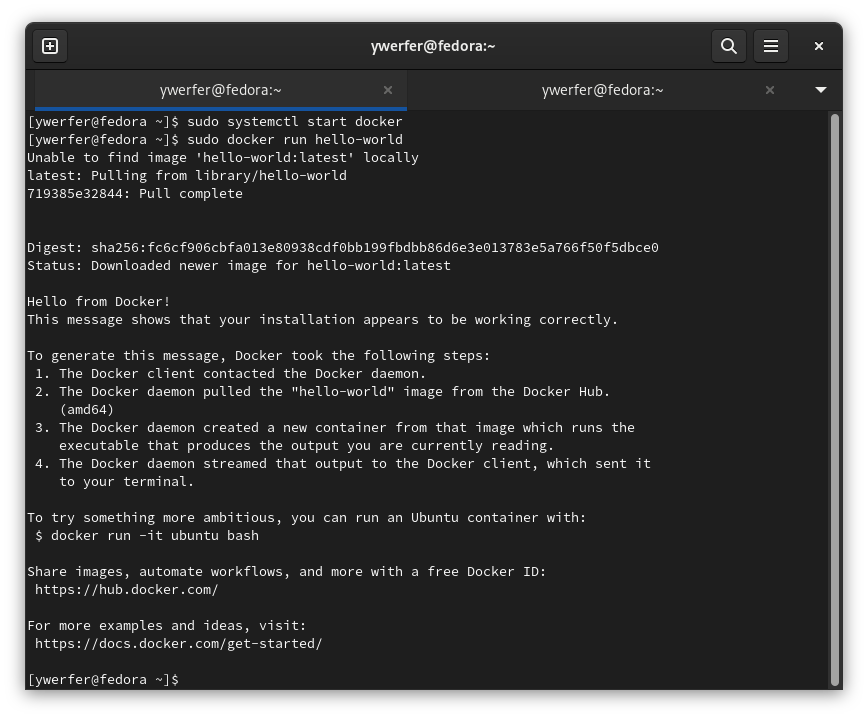 ywerfer@fedora:~
ywerfer@fedora:~
ywerfer@fedora:~
[ywerfer@fedora ~]$ sudo systemctl start docker
[ywerfer@fedora ~]$ sudo docker run hello-world
Unable to find image 'hello-world:latest' locally
latest: Pulling from library/hello-world
719385e32844: Pull complete
Digest: sha256:fc6cf906cbfa013e80938cdf0bb199fbdbb86d6e3e013783e5a766f50f5dbce0
Status: Downloaded newer image for hello-world:latest
Hello from Docker!
This message shows that your installation appears to be working correctly.
To generate this message, Docker took the following steps:
1. The Docker client contacted the Docker daemon.
2. The Docker daemon pulled the "hello-world" image from the Docker Hub.
(amd64)
3. The Docker daemon created a new container from that image which runs the
executable that produces the output you are currently reading.
4. The Docker daemon streamed that output to the Docker client, which sent it
to your terminal.
To try something more ambitious, you can run an Ubuntu container with:
$ docker run -it ubuntu bash
Share images, automate workflows, and more with a free Docker ID:
https://hub.docker.com/
For more examples and ideas, visit:
https://docs.docker.com/get-started/
[ywerfer@fedora ~]$